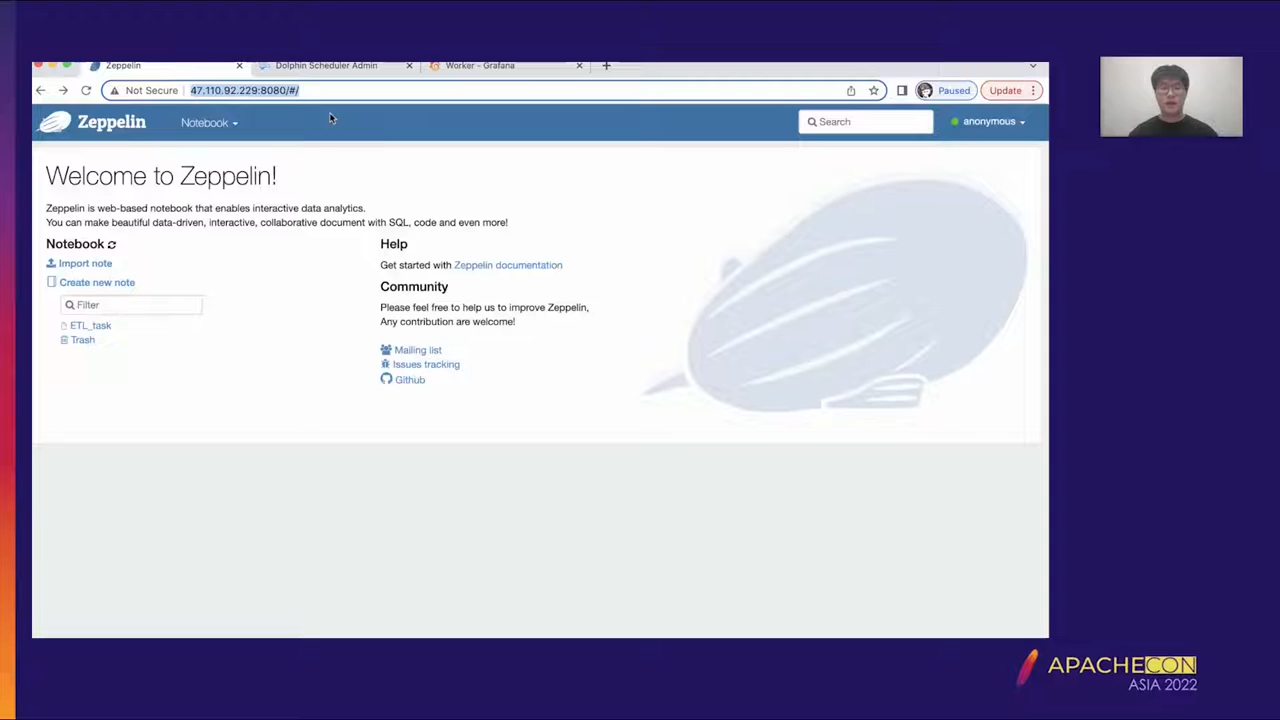 Zeppelin
Dolphin Scheduler Admin
Worker - Grafana
Not Secure
47.110.92.229:8080/#/
Paused
Update
Zeppelin
Notebook
Search
anonymous
Welcome to Zeppelin!
Zeppelin is web-based notebook that enables interactive data analytics.
You can make beautiful data-driven, interactive, collaborative document with SQL, code and even more!
Notebook
Import note
Create new note
Filter
ETL_task
Trash
Help
Get started with Zeppelin documentation
Community
Please feel free to help us to improve Zeppelin,
Any contribution are welcome!
Mailing list
Issues tracking
Github
APACHECON
ASIA 2022